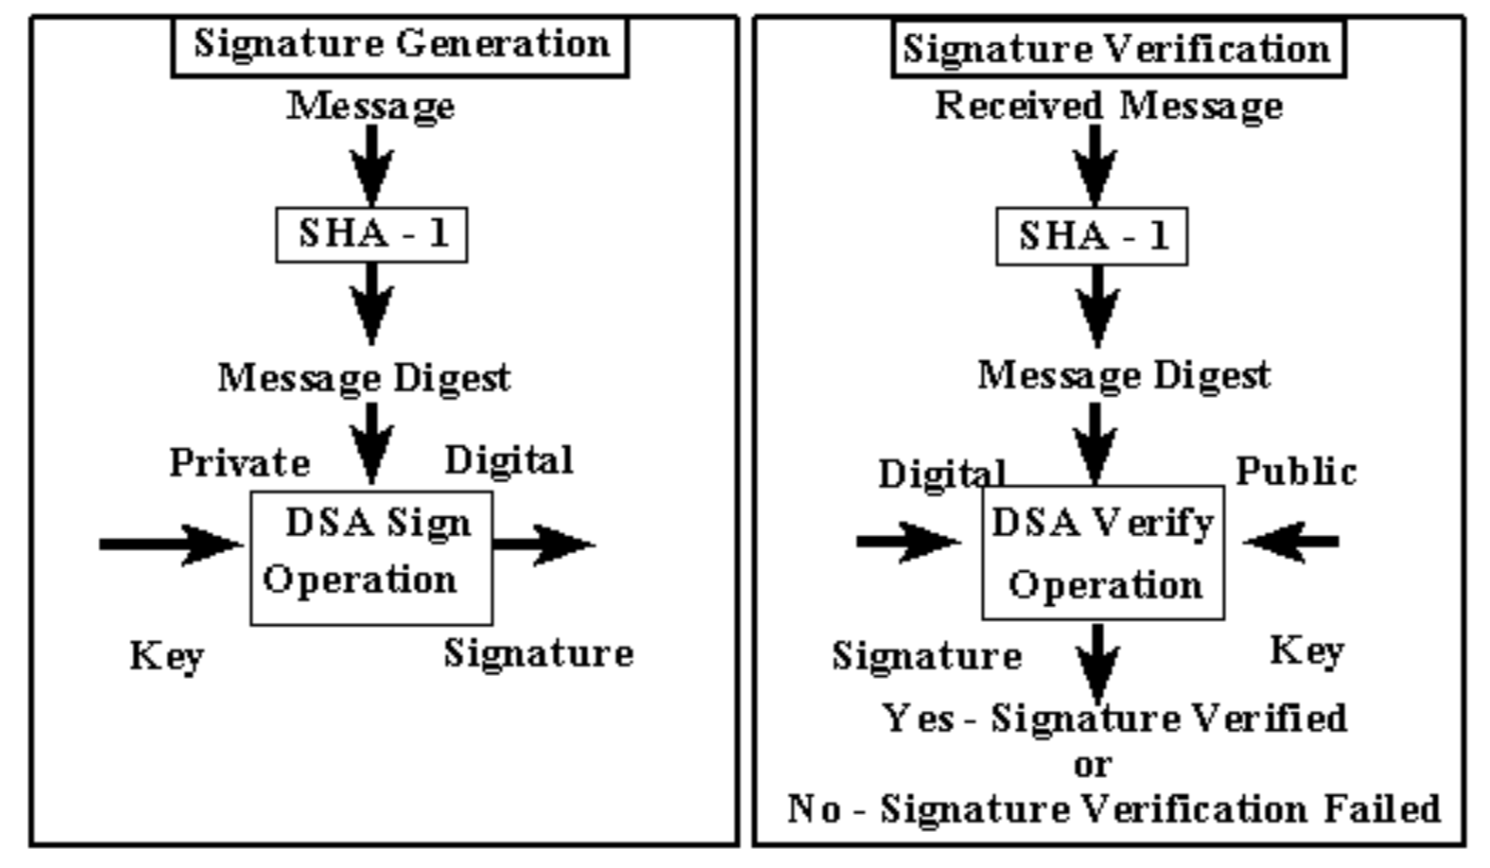 Signature Generation
Message
SHA - 1
Message Digest
Private
Digital
DSA Sign
Operation
Key
Signature
Signature Verification
Received Message
SHA - 1
Message Digest
Digital
Public
DSA Verify
Operation
Signature
Key
Yes - Signature Verified
or
No - Signature Verification Failed